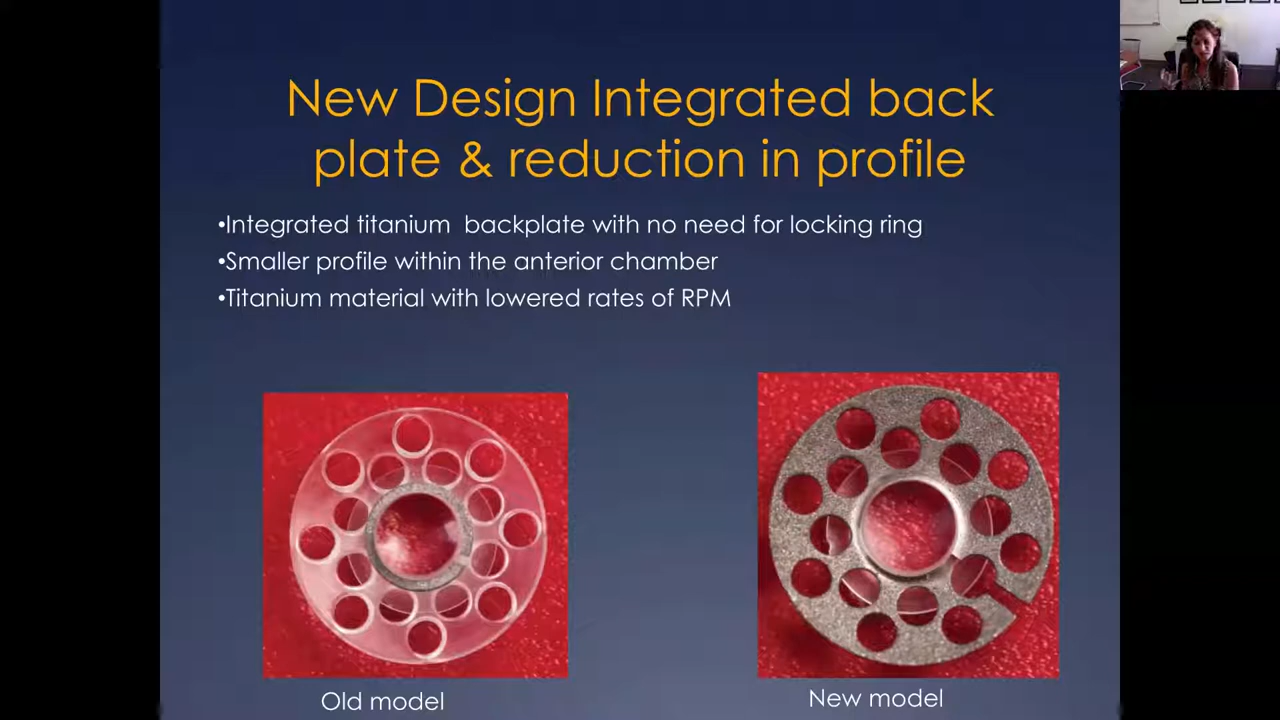 New Design Integrated back
plate & reduction in profile
•Integrated titanium  backplate with no need for locking ring
•Smaller profile within the anterior chamber
•Titanium material with lowered rates of RPM
Old model
New model